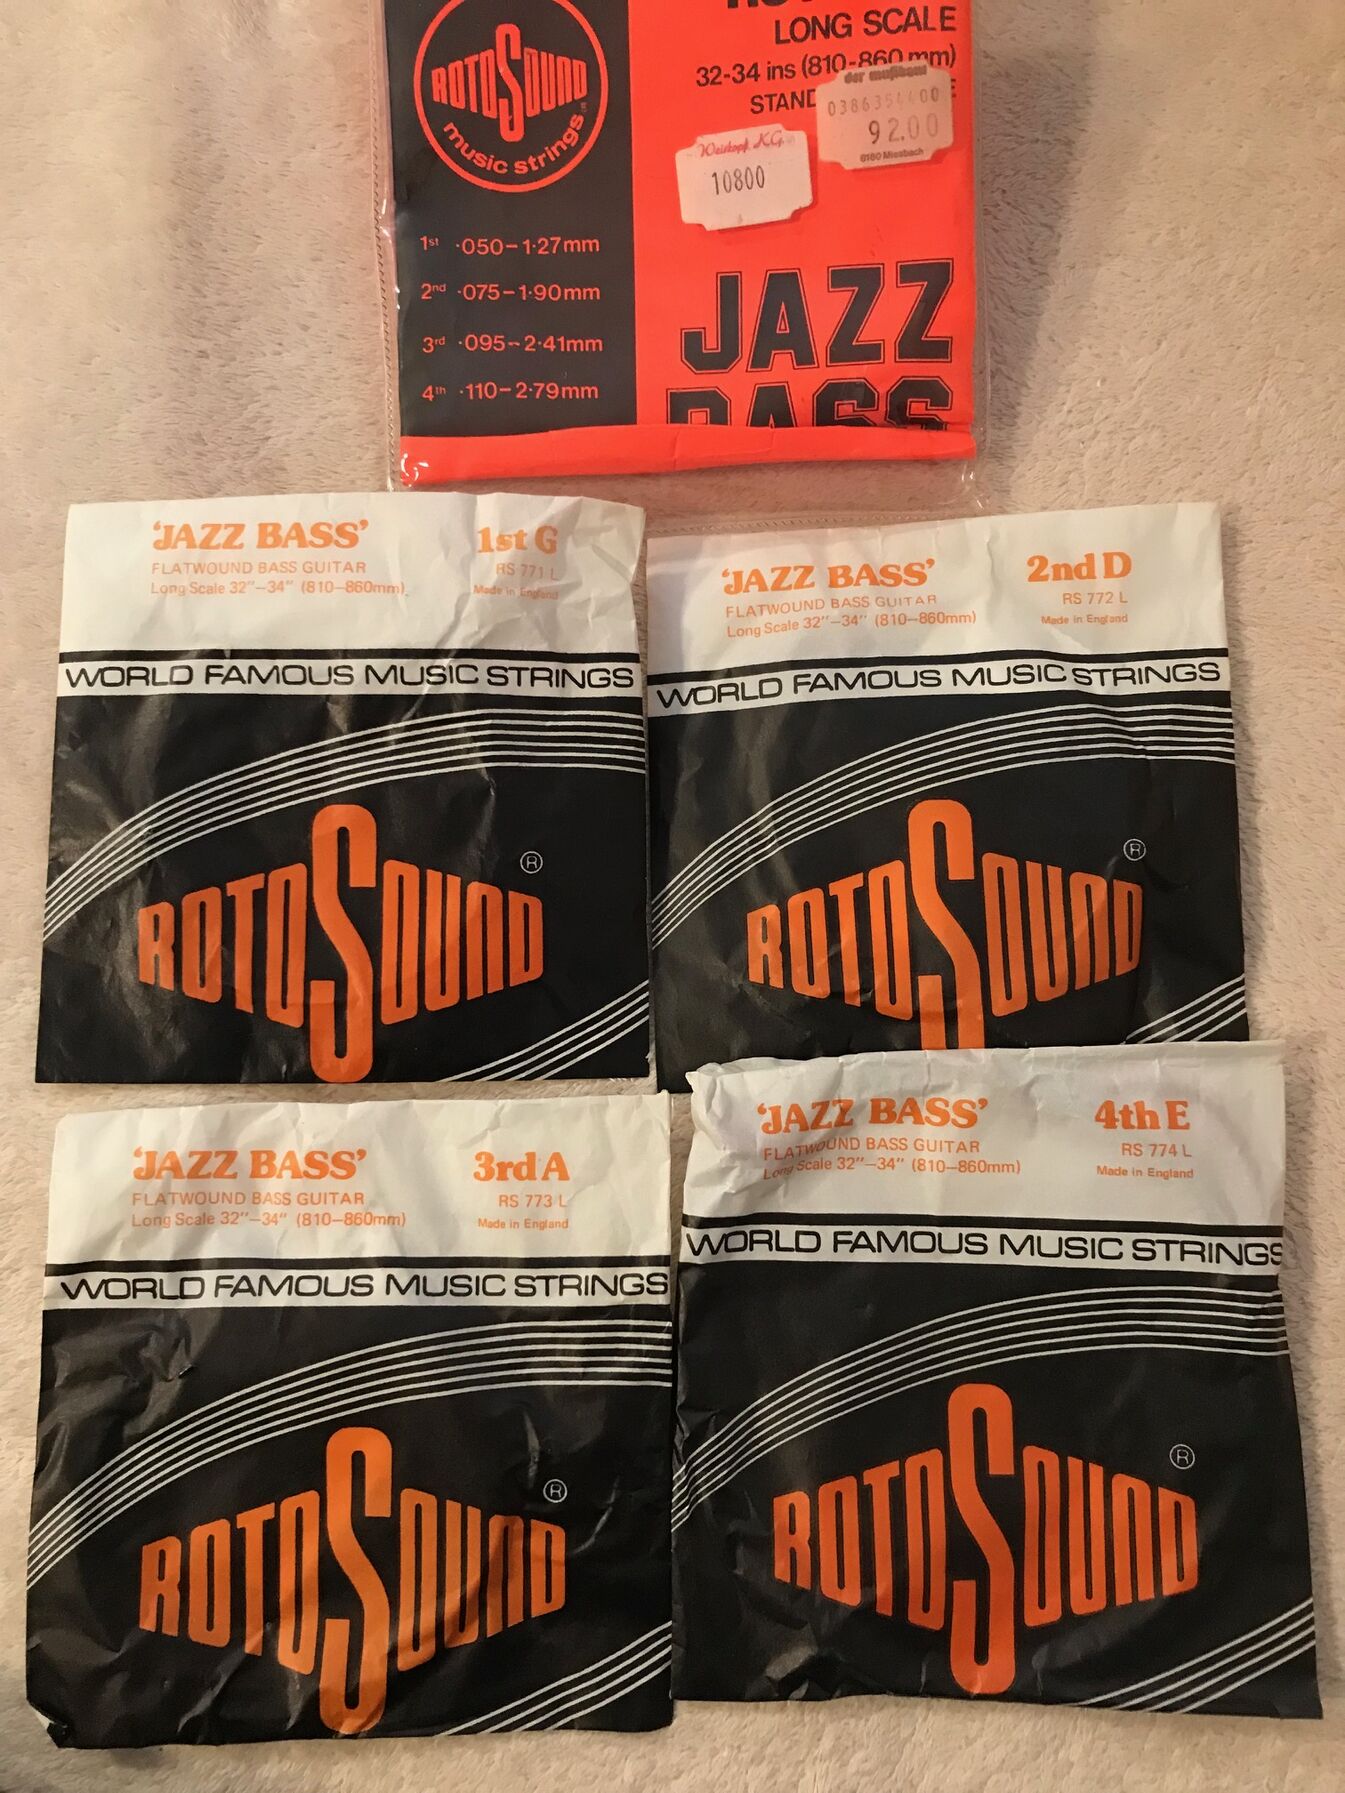 ROTOSOUND
music strings
LONG SCALE
32-34 ins (810-860 mm)
STAND
0386354400
92.00
8160 Miesbach
Weinkopf KG
10800
1st ·050–1·27mm
2nd ·075–1·90mm
3rd ·095–2·41mm
4th ·110–2·79mm
JAZZ
BASS
‘JAZZ BASS’
FLATWOUND BASS GUITAR
Long Scale 32”–34” (810–860mm)
1st G
RS 771 L
Made in England
WORLD FAMOUS MUSIC STRINGS
ROTOSOUND®
‘JAZZ BASS’
FLATWOUND BASS GUITAR
Long Scale 32”–34” (810–860mm)
2nd D
RS 772 L
Made in England
WORLD FAMOUS MUSIC STRINGS
ROTOSOUND®
‘JAZZ BASS’
FLATWOUND BASS GUITAR
Long Scale 32”–34” (810–860mm)
3rd A
RS 773 L
Made in England
WORLD FAMOUS MUSIC STRINGS
ROTOSOUND®
‘JAZZ BASS’
FLATWOUND BASS GUITAR
Long Scale 32”–34” (810–860mm)
4th E
RS 774 L
Made in England
WORLD FAMOUS MUSIC STRINGS
ROTOSOUND®